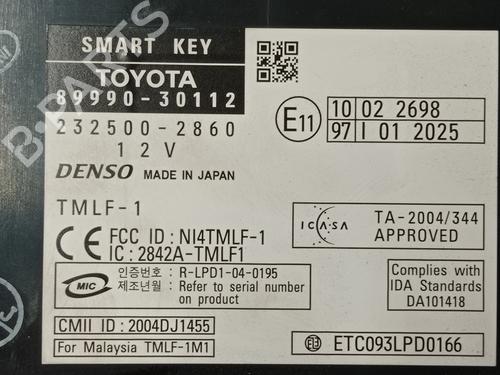 SMART KEY
TOYOTA
89990-30112
232500-2860
12V
DENSO MADE IN JAPAN
E11
10 02 2698
97 I 01 2025
TMLF-1
CE FCC ID : NI4TMLF-1
IC : 2842A-TMLF1
ICASA
TA-2004/344
APPROVED
MIC
인증번호 : R-LPD1-04-0195
제조년월 : Refer to serial number
on product
Complies with
IDA Standards
DA101418
CMII ID : 2004DJ1455
For Malaysia TMLF-1M1
ETC093LPD0166
B-PARTS